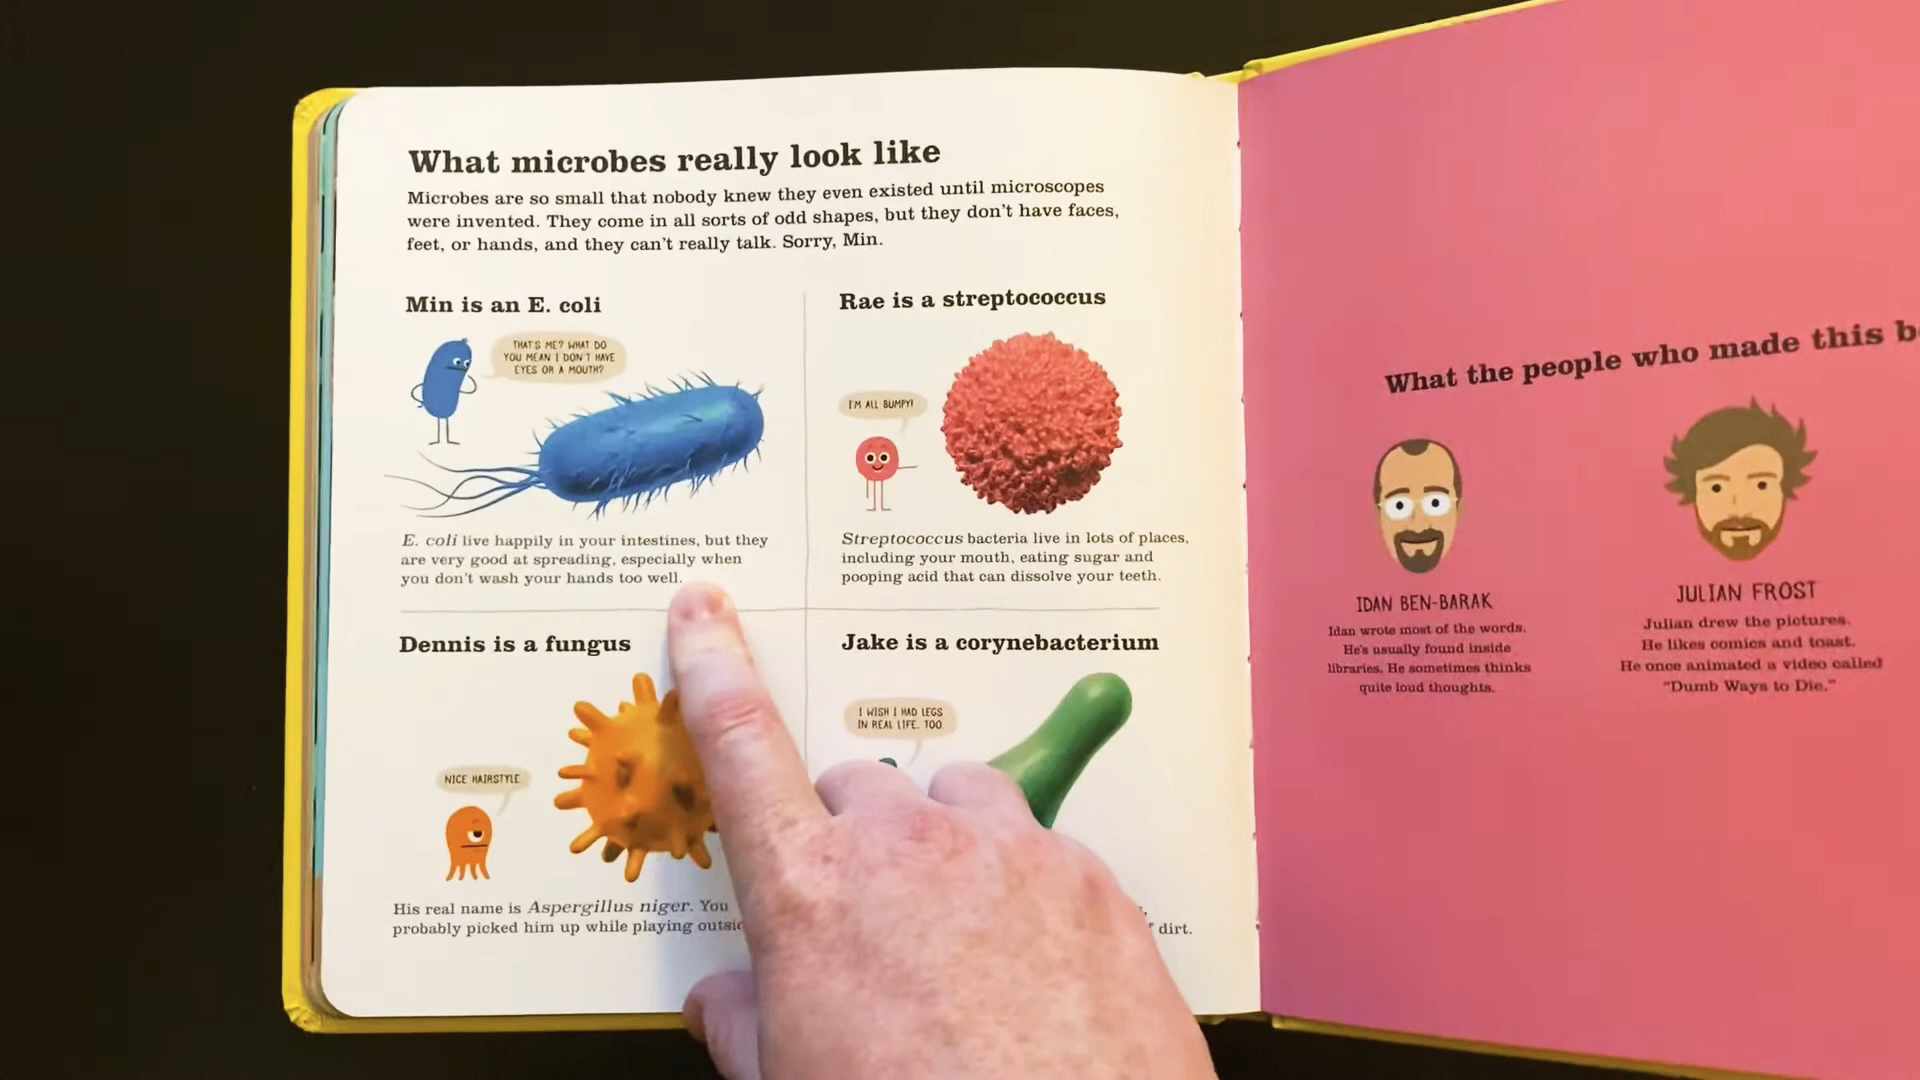 What microbes really look like
Microbes are so small that nobody knew they even existed until microscopes
were invented. They come in all sorts of odd shapes, but they don't have faces,
feet, or hands, and they can't really talk. Sorry, Min.
Min is an E. coli
THAT'S ME? WHAT DO
YOU MEAN I DON'T HAVE
EYES OR A MOUTH?
E. coli live happily in your intestines, but they
are very good at spreading, especially when
you don't wash your hands too well.
Rae is a streptococcus
I'M ALL BUMPY!
Streptococcus bacteria live in lots of places,
including your mouth, eating sugar and
pooping acid that can dissolve your teeth.
Dennis is a fungus
NICE HAIRSTYLE
His real name is Aspergillus niger. You
probably picked him up while playing
Jake is a corynebacterium
I WISH I HAD LEGS
IN REAL LIFE, TOO.
dirt.
What the people who made this
IDAN BEN-BARAK
Idan wrote most of the words.
He's usually found inside
libraries. He sometimes thinks
quite loud thoughts.
JULIAN FROST
Julian drew the pictures.
He likes comics and toast.
He once animated a video called
"Dumb Ways to Die."